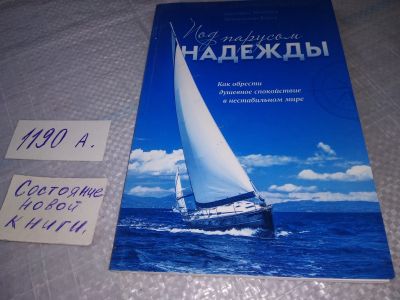 Под парусом
НАДЕЖДЫ
Как обрести
душевное спокойствие
в нестабильном мире
1190 А.
Состояние
новой
книги.